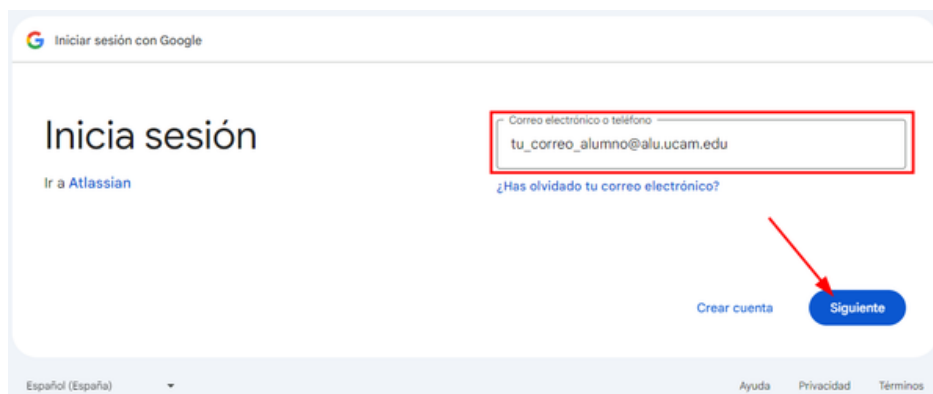 Iniciar sesión con Google
Inicia sesión
Ir a Atlassian
Correo electrónico o teléfono
tu_correo_alumno@alu.ucam.edu
¿Has olvidado tu correo electrónico?
Crear cuenta
Siguiente
Español (España)
Ayuda Privacidad Términos